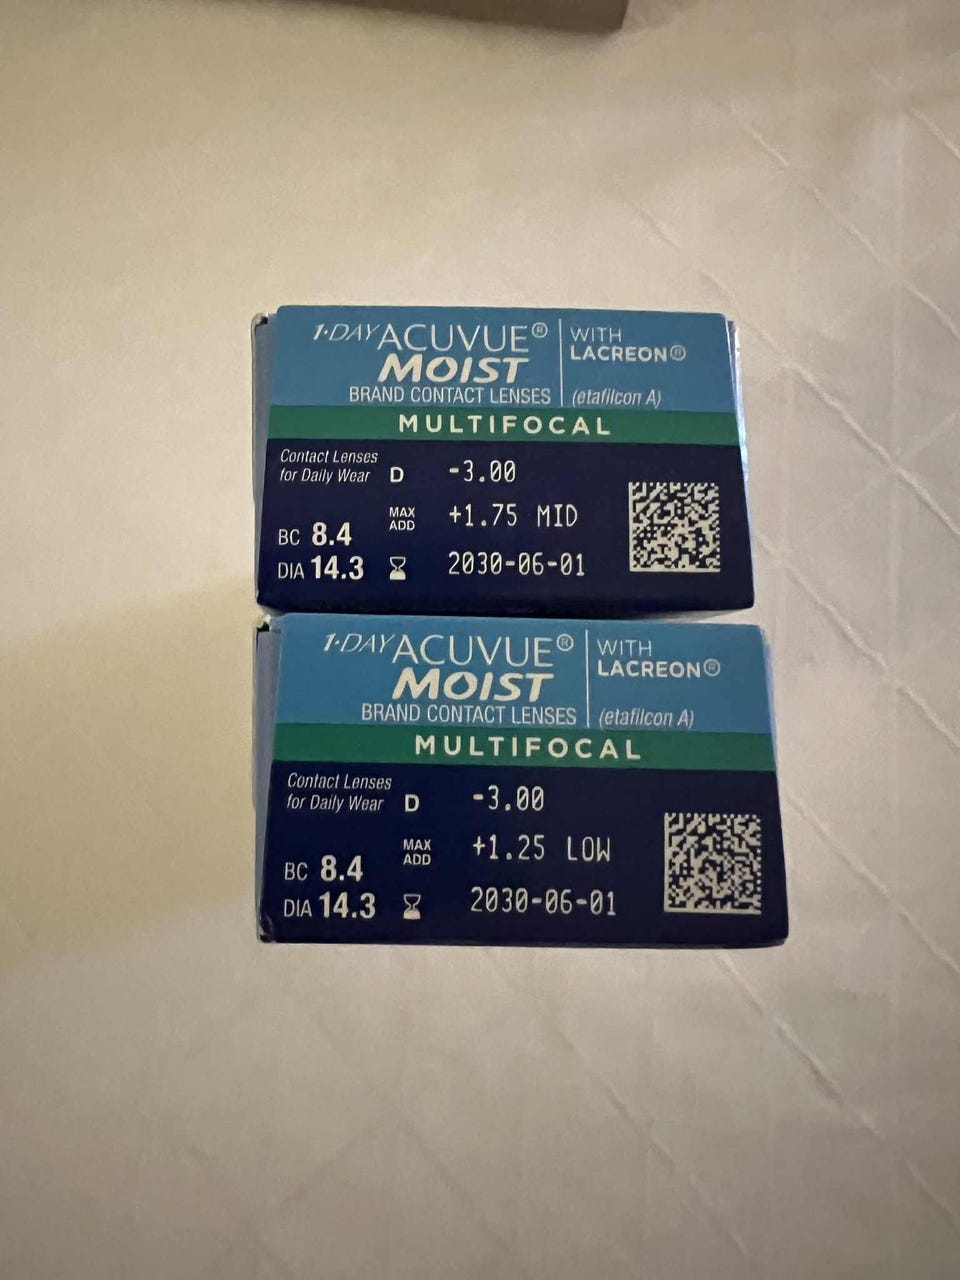 1·DAY ACUVUE® WITH
MOIST LACREON®
BRAND CONTACT LENSES (etafilcon A)
MULTIFOCAL
Contact Lenses
for Daily Wear D -3.00
MAX ADD +1.75 MID
BC 8.4
DIA 14.3 2030-06-01
1·DAY ACUVUE® WITH
MOIST LACREON®
BRAND CONTACT LENSES (etafilcon A)
MULTIFOCAL
Contact Lenses
for Daily Wear D -3.00
MAX ADD +1.25 LOW
BC 8.4
DIA 14.3 2030-06-01